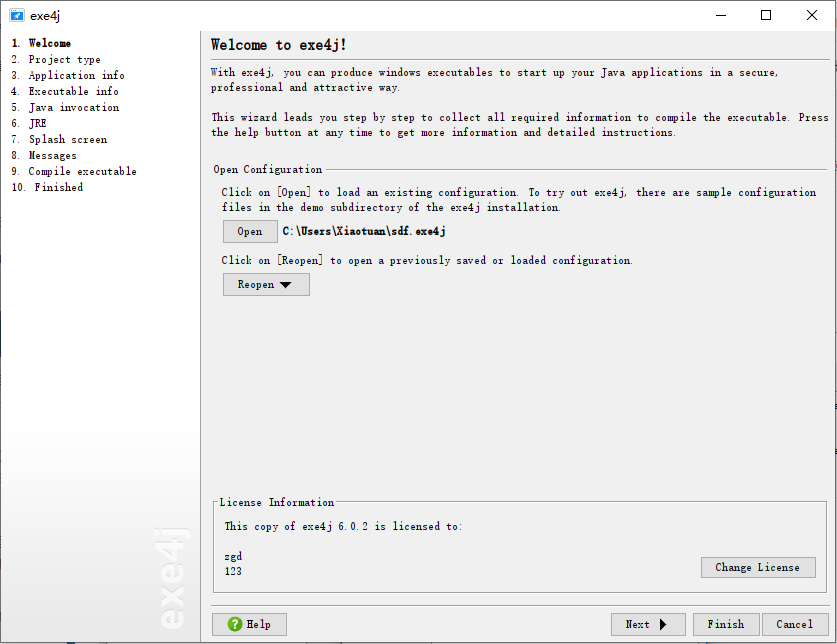 exe4j
1. Welcome
2. Project type
3. Application info
4. Executable info
5. Java invocation
6. JRE
7. Splash screen
8. Messages
9. Compile executable
10. Finished
exe4j
Welcome to exe4j!
With exe4j, you can produce windows executables to start up your Java applications in a secure,
professional and attractive way.
This wizard leads you step by step to collect all required information to compile the executable. Press
the help button at any time to get more information and detailed instructions.
Open Configuration
Click on [Open] to load an existing configuration. To try out exe4j, there are sample configuration
files in the demo subdirectory of the exe4j installation.
Open C:\Users\Xiaotuan\sdf.exe4j
Click on [Reopen] to open a previously saved or loaded configuration.
Reopen
License Information
This copy of exe4j 6.0.2 is licensed to:
zgd
123
Change License
? Help Next Finish Cancel